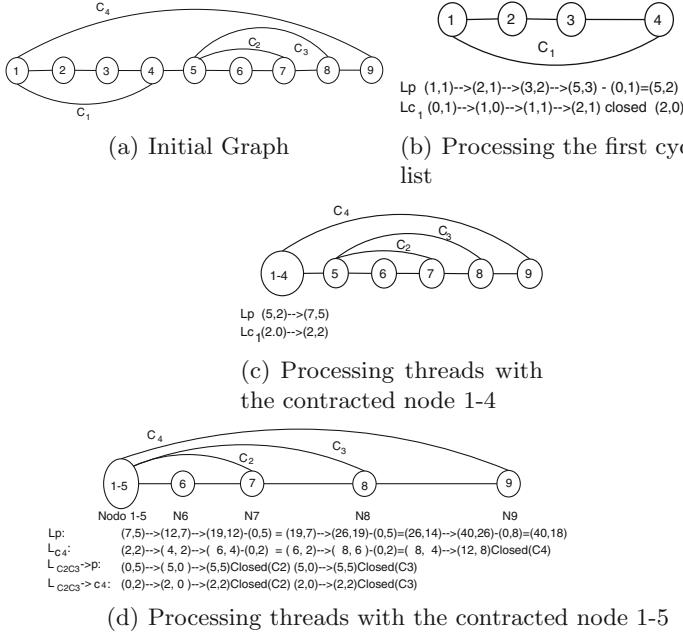 C4
C2
C3
1 2 3 4 5 6 7 8 9
C1
(a) Initial Graph
1 2 3 4
C1
Lp (1,1)-->(2,1)-->(3,2)-->(5,3) - (0,1)=(5,2)
Lc1 (0,1)-->(1,0)-->(1,1)-->(2,1) closed (2,0)
(b) Processing the first cyc
list
C4
C3
C2
1-4 5 6 7 8 9
Lp (5,2)-->(7,5)
Lc1(2.0)-->(2,2)
(c) Processing threads with
the contracted node 1-4
C4
C3
C2
1-5 6 7 8 9
Nodo 1-5 N6 N7 N8 N9
Lp: (7,5)-->(12,7)-->(19,12)-(0,5) = (19,7)-->(26,19)-(0,5)=(26,14)-->(40,26)-(0,8)=(40,18)
LC4: (2,2)-->( 4, 2)-->( 6, 4)-(0,2) = ( 6, 2)-->( 8, 6 )-(0,2)=( 8, 4)-->(12, 8)Closed(C4)
LC2C3->p: (0,5)-->( 5,0 )-->(5,5)Closed(C2) (5,0)-->(5,5)Closed(C3)
LC2C3->C4: (0,2)-->(2, 0 )-->(2,2)Closed(C2) (2,0)-->(2,2)Closed(C3)
(d) Processing threads with the contracted node 1-5